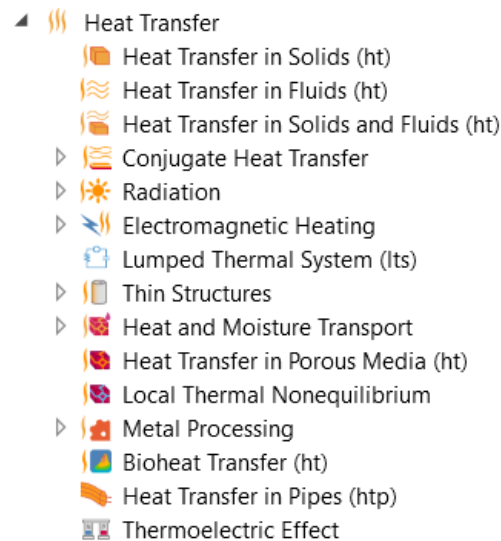 Heat Transfer
Heat Transfer in Solids (ht)
Heat Transfer in Fluids (ht)
Heat Transfer in Solids and Fluids (ht)
Conjugate Heat Transfer
Radiation
Electromagnetic Heating
Lumped Thermal System (lts)
Thin Structures
Heat and Moisture Transport
Heat Transfer in Porous Media (ht)
Local Thermal Nonequilibrium
Metal Processing
Bioheat Transfer (ht)
Heat Transfer in Pipes (htp)
Thermoelectric Effect